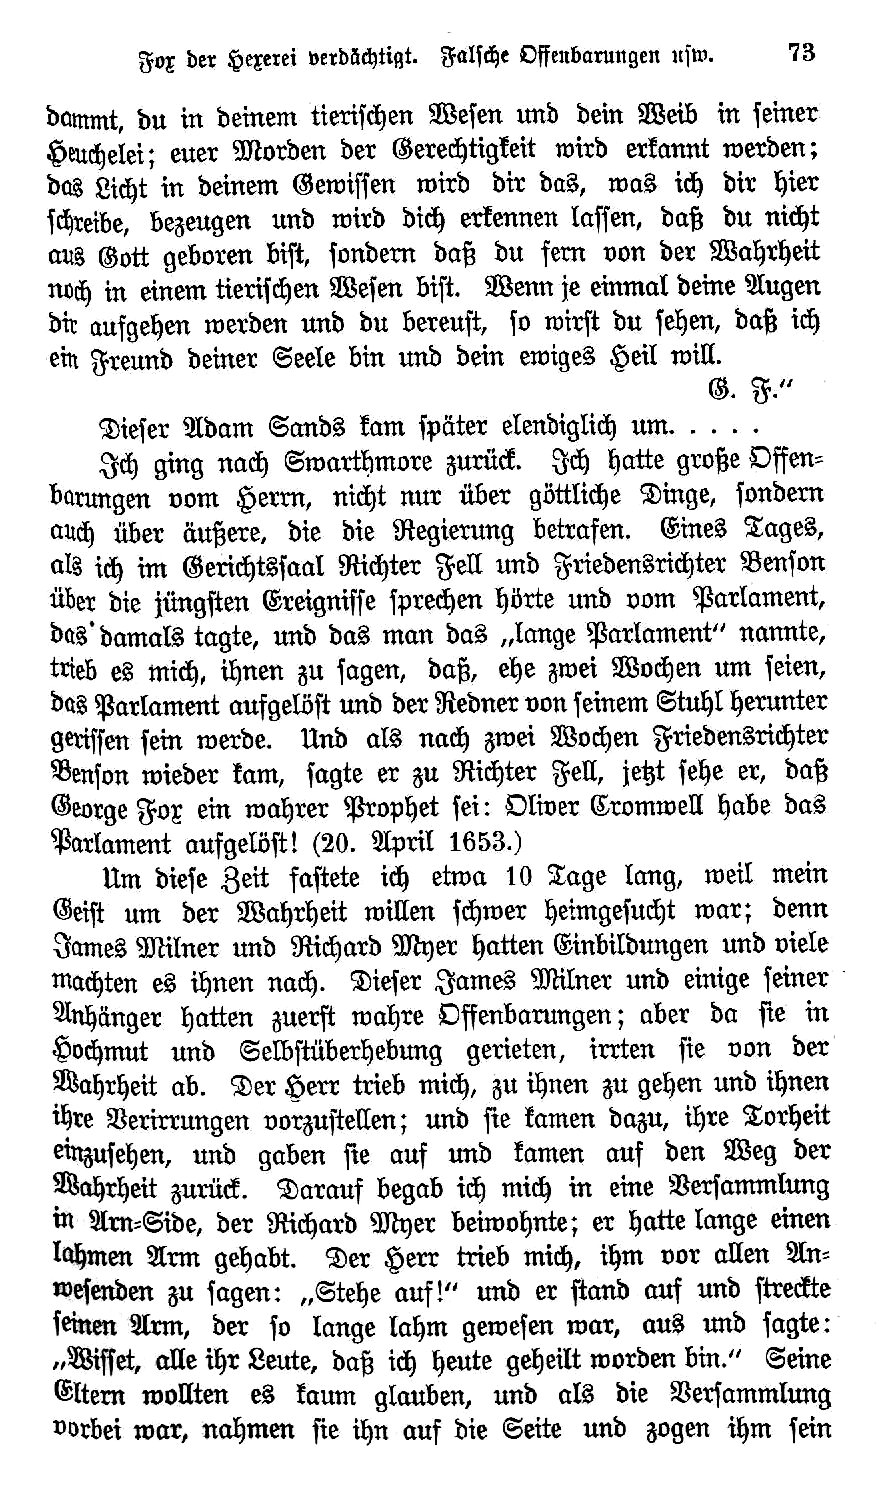 Fox der Hexerei verdächtigt. Falsche Offenbarungen usw. 73
dammt, du in deinem tierischen Wesen und dein Weib in seiner
Heuchelei; euer Morden der Gerechtigkeit wird erkannt werden;
das Licht in deinem Gewissen wird dir das, was ich dir hier
schreibe, bezeugen und wird dich erkennen lassen, daß du nicht
aus Gott geboren bist, sondern daß du fern von der Wahrheit
noch in einem tierischen Wesen bist. Wenn je einmal deine Augen
dir aufgehen werden und du bereust, so wirst du sehen, daß ich
ein Freund deiner Seele bin und dein ewiges Heil will.
G. F.“
Dieser Adam Sands kam später elendiglich um. . . . .
Ich ging nach Swarthmore zurück. Ich hatte große Offen-
barungen vom Herrn, nicht nur über göttliche Dinge, sondern
auch über äußere, die die Regierung betrafen. Eines Tages,
als ich im Gerichtssaal Richter Fell und Friedensrichter Benson
über die jüngsten Ereignisse sprechen hörte und vom Parlament,
das damals tagte, und das man das „lange Parlament“ nannte,
trieb es mich, ihnen zu sagen, daß, ehe zwei Wochen um seien,
das Parlament aufgelöst und der Redner von seinem Stuhl herunter
gerissen sein werde. Und als nach zwei Wochen Friedensrichter
Benson wieder kam, sagte er zu Richter Fell, jetzt sehe er, daß
George Fox ein wahrer Prophet sei: Oliver Cromwell habe das
Parlament aufgelöst! (20. April 1653.)
Um diese Zeit fastete ich etwa 10 Tage lang, weil mein
Geist um der Wahrheit willen schwer heimgesucht war; denn
James Milner und Richard Myer hatten Einbildungen und viele
machten es ihnen nach. Dieser James Milner und einige seiner
Anhänger hatten zuerst wahre Offenbarungen; aber da sie in
Hochmut und Selbstüberhebung gerieten, irrten sie von der
Wahrheit ab. Der Herr trieb mich, zu ihnen zu gehen und ihnen
ihre Verirrungen vorzustellen; und sie kamen dazu, ihre Torheit
einzusehen, und gaben sie auf und kamen auf den Weg der
Wahrheit zurück. Darauf begab ich mich in eine Versammlung
in Arn-Side, der Richard Myer beiwohnte; er hatte lange einen
lahmen Arm gehabt. Der Herr trieb mich, ihm vor allen An-
wesenden zu sagen: „Stehe auf!“ und er stand auf und streckte
seinen Arm, der so lange lahm gewesen war, aus und sagte:
„Wisset, alle ihr Leute, daß ich heute geheilt worden bin.“ Seine
Eltern wollten es kaum glauben, und als die Versammlung
vorbei war, nahmen sie ihn auf die Seite und zogen ihm sein